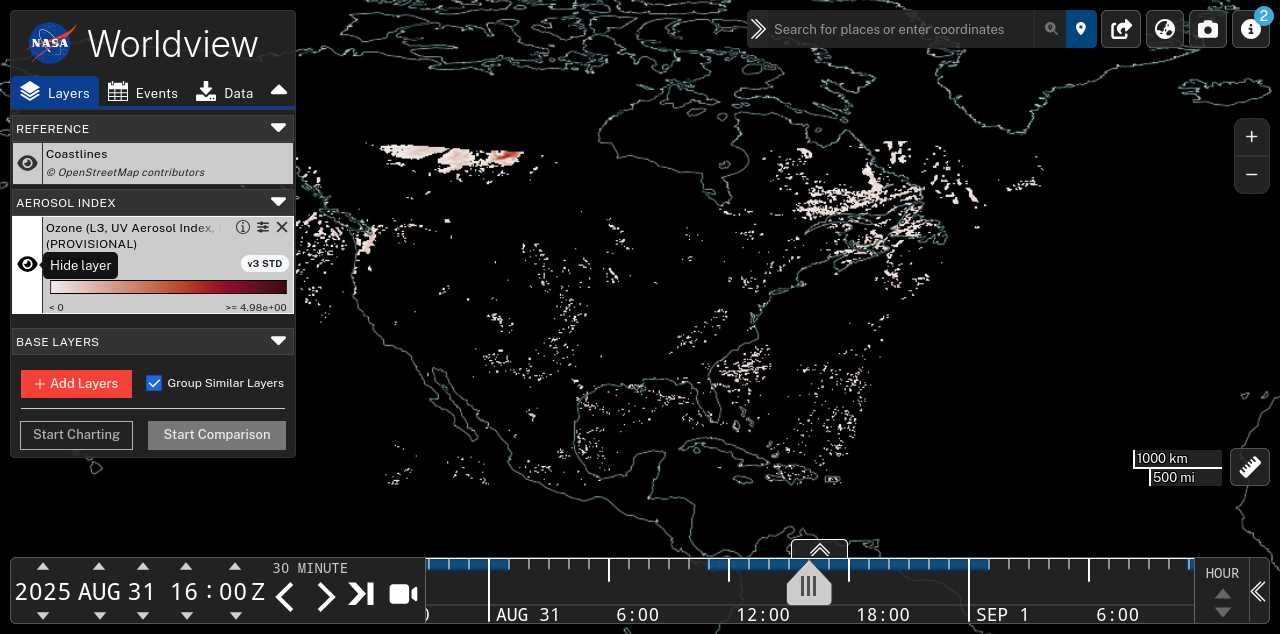 NASA
Worldview
Layers
Events
Data
REFERENCE
Coastlines
© OpenStreetMap contributors
AEROSOL INDEX
Ozone (L3, UV Aerosol Index,
(PROVISIONAL)
Hide layer
v3 STD
< 0
>= 4.98e+00
BASE LAYERS
+ Add Layers
Group Similar Layers
Start Charting
Start Comparison
Search for places or enter coordinates
2
+
−
1000 km
500 mi
2025 AUG 31 16 : 00 Z
30 MINUTE
AUG 31
6:00
12:00
18:00
SEP 1
6:00
HOUR